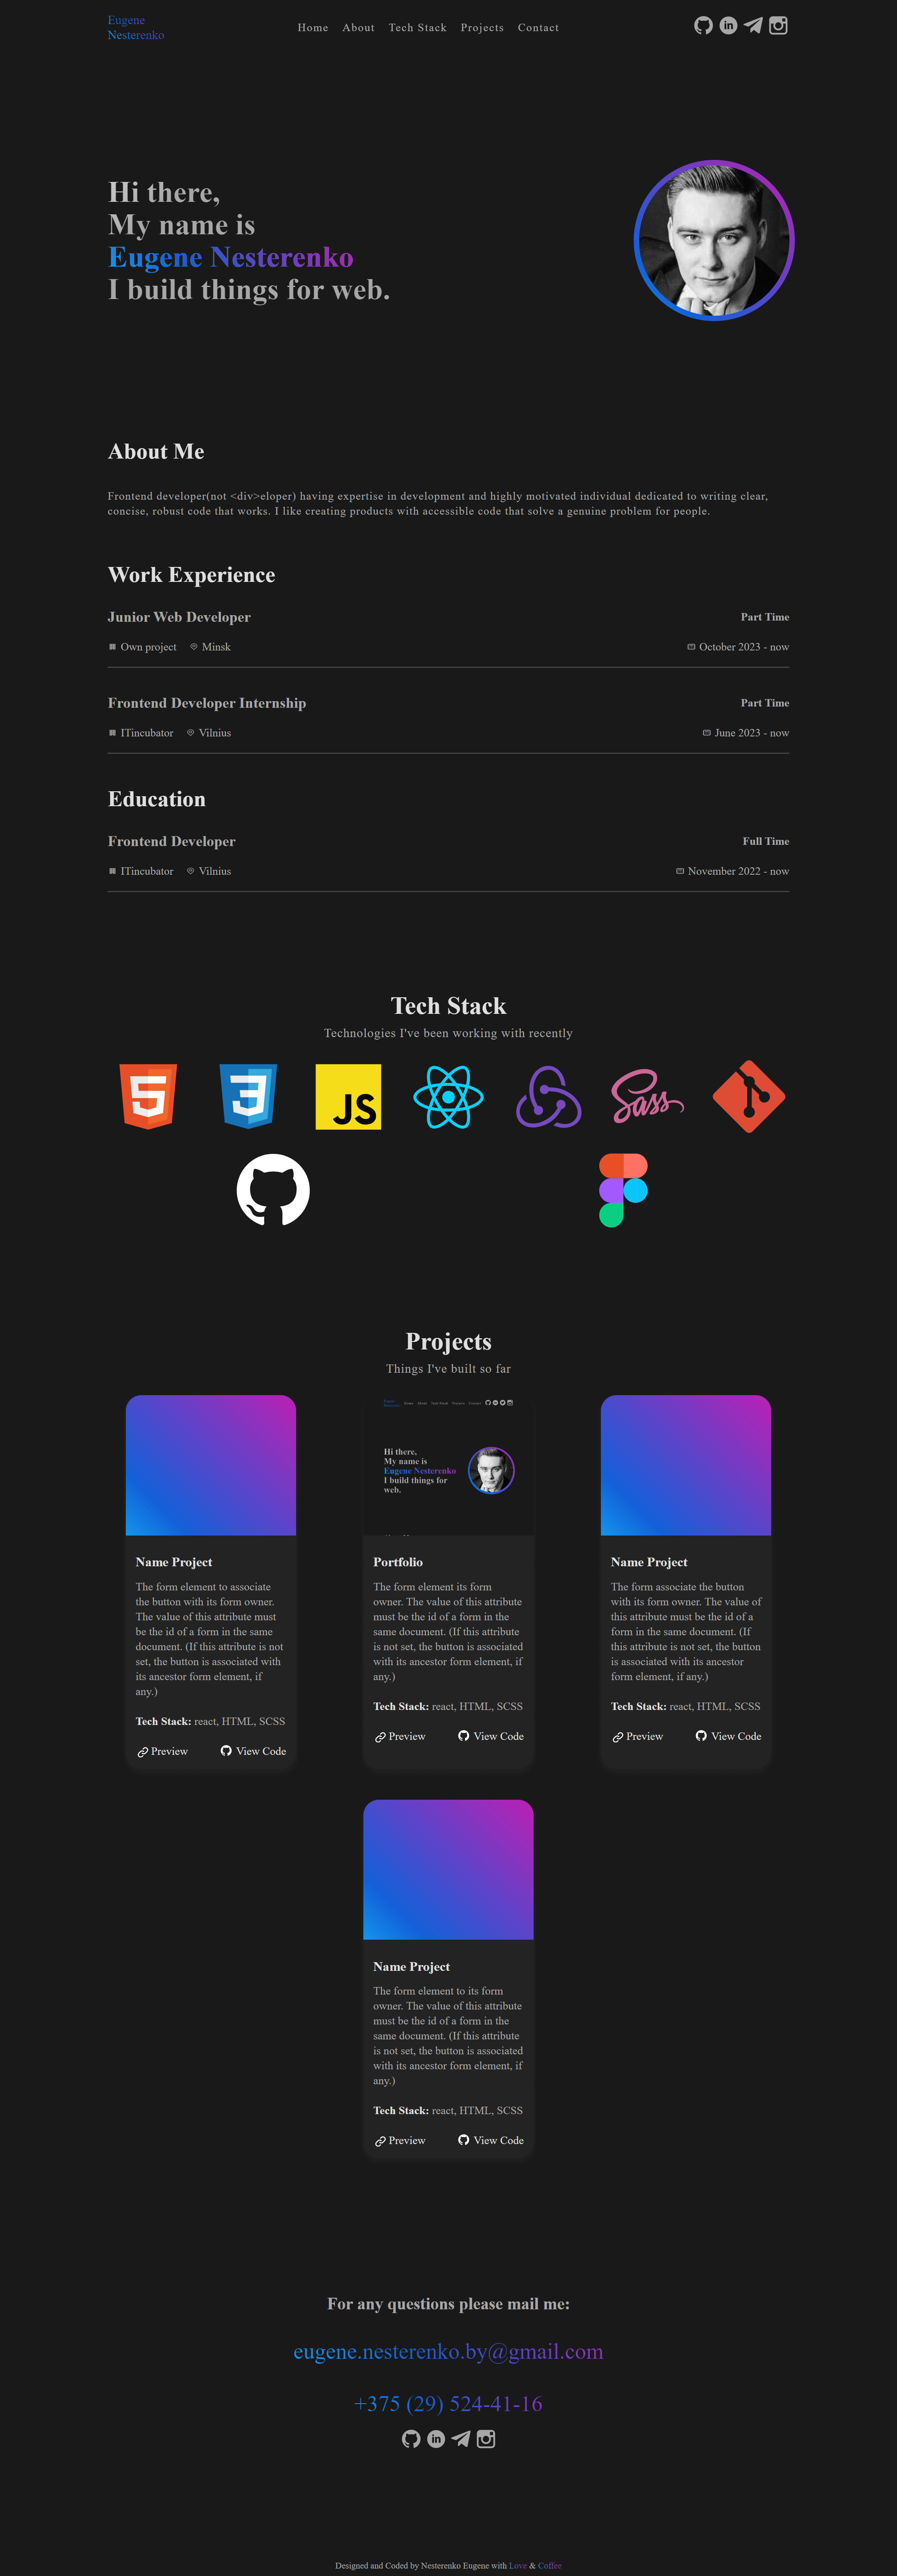 Eugene
Nesterenko
Home About Tech Stack Projects Contact
Hi there,
My name is
Eugene Nesterenko
I build things for web.
About Me
Frontend developer(not <div>eloper) having expertise in development and highly motivated individual dedicated to writing clear,
concise, robust code that works. I like creating products with accessible code that solve a genuine problem for people.
Work Experience
Junior Web Developer Part Time
Own project Minsk October 2023 - now
Frontend Developer Internship Part Time
ITincubator Vilnius June 2023 - now
Education
Frontend Developer Full Time
ITincubator Vilnius November 2022 - now
Tech Stack
Technologies I've been working with recently
JS
Sass
Projects
Things I've built so far
Name Project
The form element to associate
the button with its form owner.
The value of this attribute must
be the id of a form in the same
document. (If this attribute is not
set, the button is associated with
its ancestor form element, if
any.)
Tech Stack: react, HTML, SCSS
Preview View Code
Eugene
Nesterenko
Home About Tech Stack Projects Contact
Hi there,
My name is
Eugene Nesterenko
I build things for
web.
Portfolio
The form element its form
owner. The value of this attribute
must be the id of a form in the
same document. (If this attribute
is not set, the button is associated
with its ancestor form element, if
any.)
Tech Stack: react, HTML, SCSS
Preview View Code
Name Project
The form associate the button
with its form owner. The value of
this attribute must be the id of a
form in the same document. (If
this attribute is not set, the button
is associated with its ancestor
form element, if any.)
Tech Stack: react, HTML, SCSS
Preview View Code
Name Project
The form element to its form
owner. The value of this attribute
must be the id of a form in the
same document. (If this attribute
is not set, the button is associated
with its ancestor form element, if
any.)
Tech Stack: react, HTML, SCSS
Preview View Code
For any questions please mail me:
eugene.nesterenko.by@gmail.com
+375 (29) 524-41-16
Designed and Coded by Nesterenko Eugene with Love & Coffee